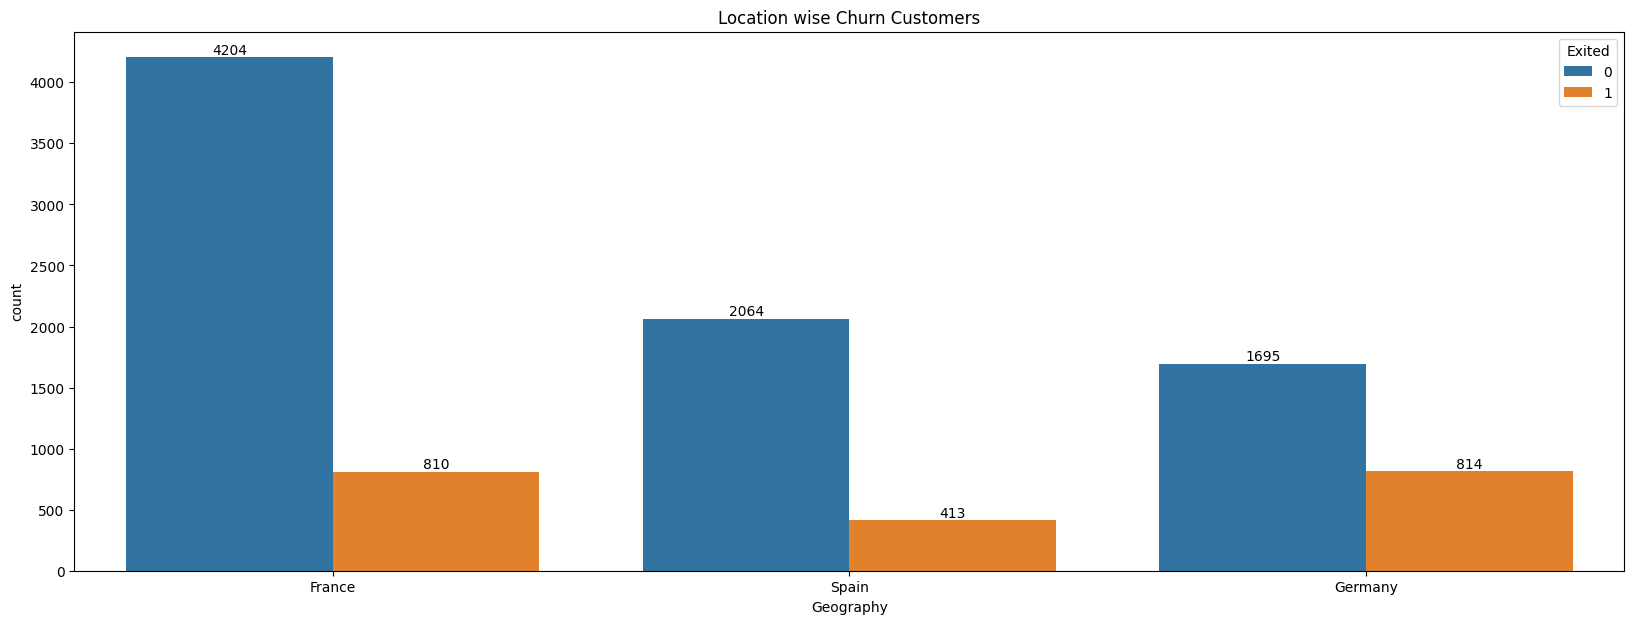 Location wise Churn Customers
Exited
0
1
count
4000
3500
3000
2500
2000
1500
1000
500
0
4204
810
2064
413
1695
814
France
Spain
Germany
Geography